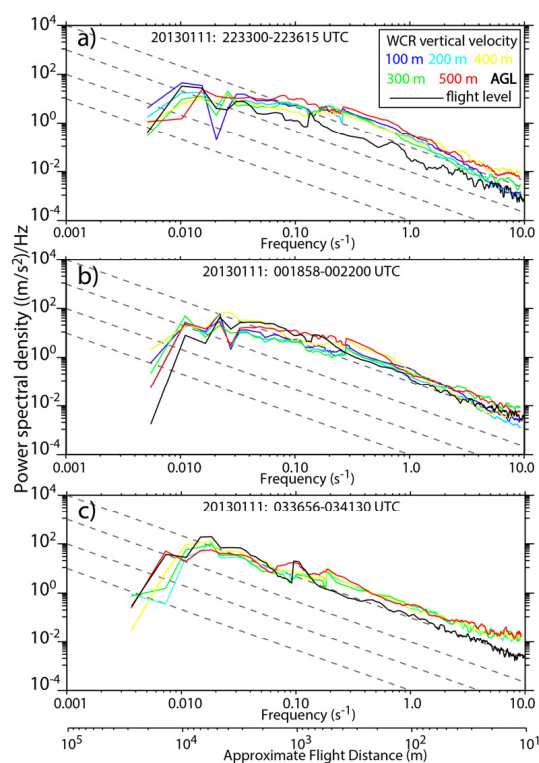 a)
20130111: 223300-223615 UTC
WCR vertical velocity
100 m 200 m 400 m
300 m 500 m AGL
flight level
10⁴
10²
10⁰
10⁻²
10⁻⁴
0.001 0.010 0.10 1.0 10.0
Frequency (s⁻¹)
Power spectral density ((m/s²)/Hz
b)
20130111: 001858-002200 UTC
10⁴
10²
10⁰
10⁻²
10⁻⁴
0.001 0.010 0.10 1.0 10.0
Frequency (s⁻¹)
c)
20130111: 033656-034130 UTC
10⁴
10²
10⁰
10⁻²
10⁻⁴
0.001 0.010 0.10 1.0 10.0
Frequency (s⁻¹)
10⁵ 10⁴ 10³ 10² 10¹
Approximate Flight Distance (m)